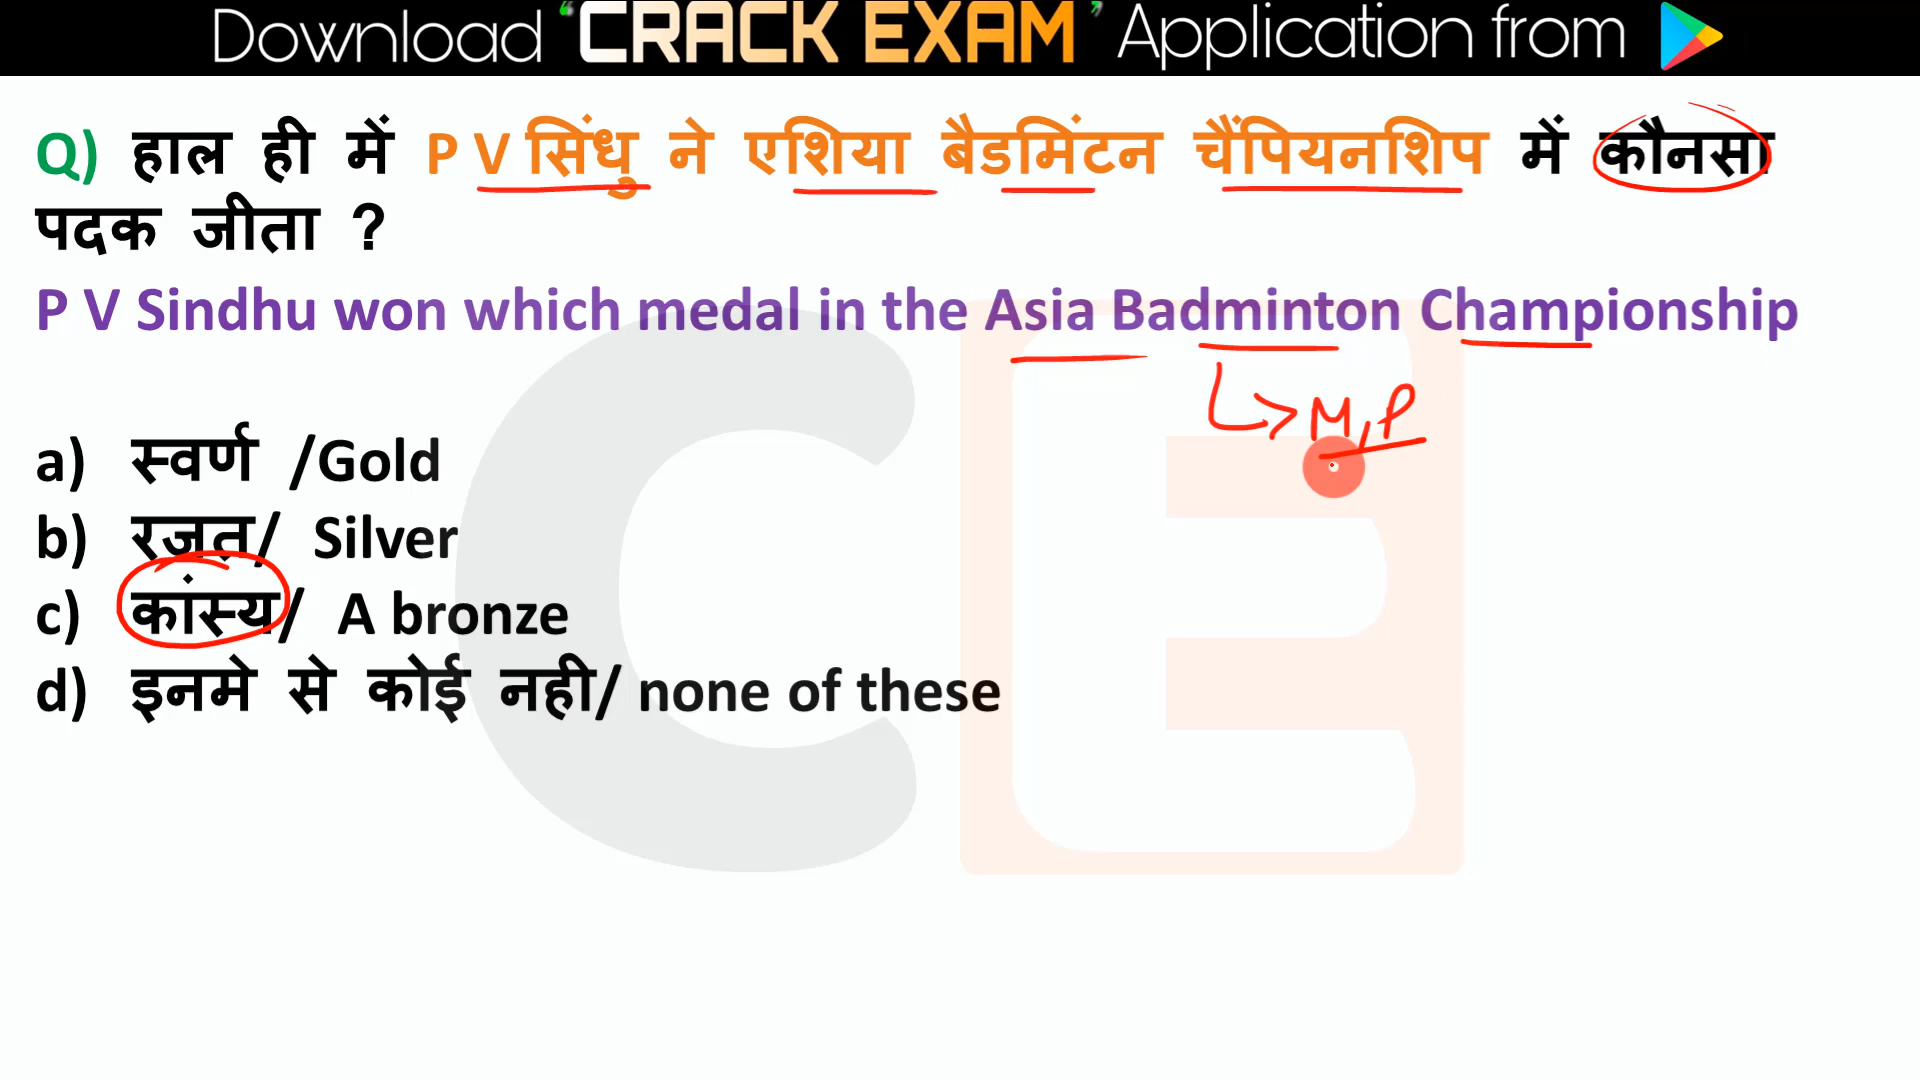 Download ‘CRACK EXAM’ Application from
Q) हाल ही में P V सिंधु ने एशिया बैडमिंटन चैंपियनशिप में कौनसा
पदक जीता ?
P V Sindhu won which medal in the Asia Badminton Championship
M,P
a) स्वर्ण /Gold
b) रजत/ Silver
c) कांस्य/ A bronze
d) इनमे से कोई नही/ none of these
CE